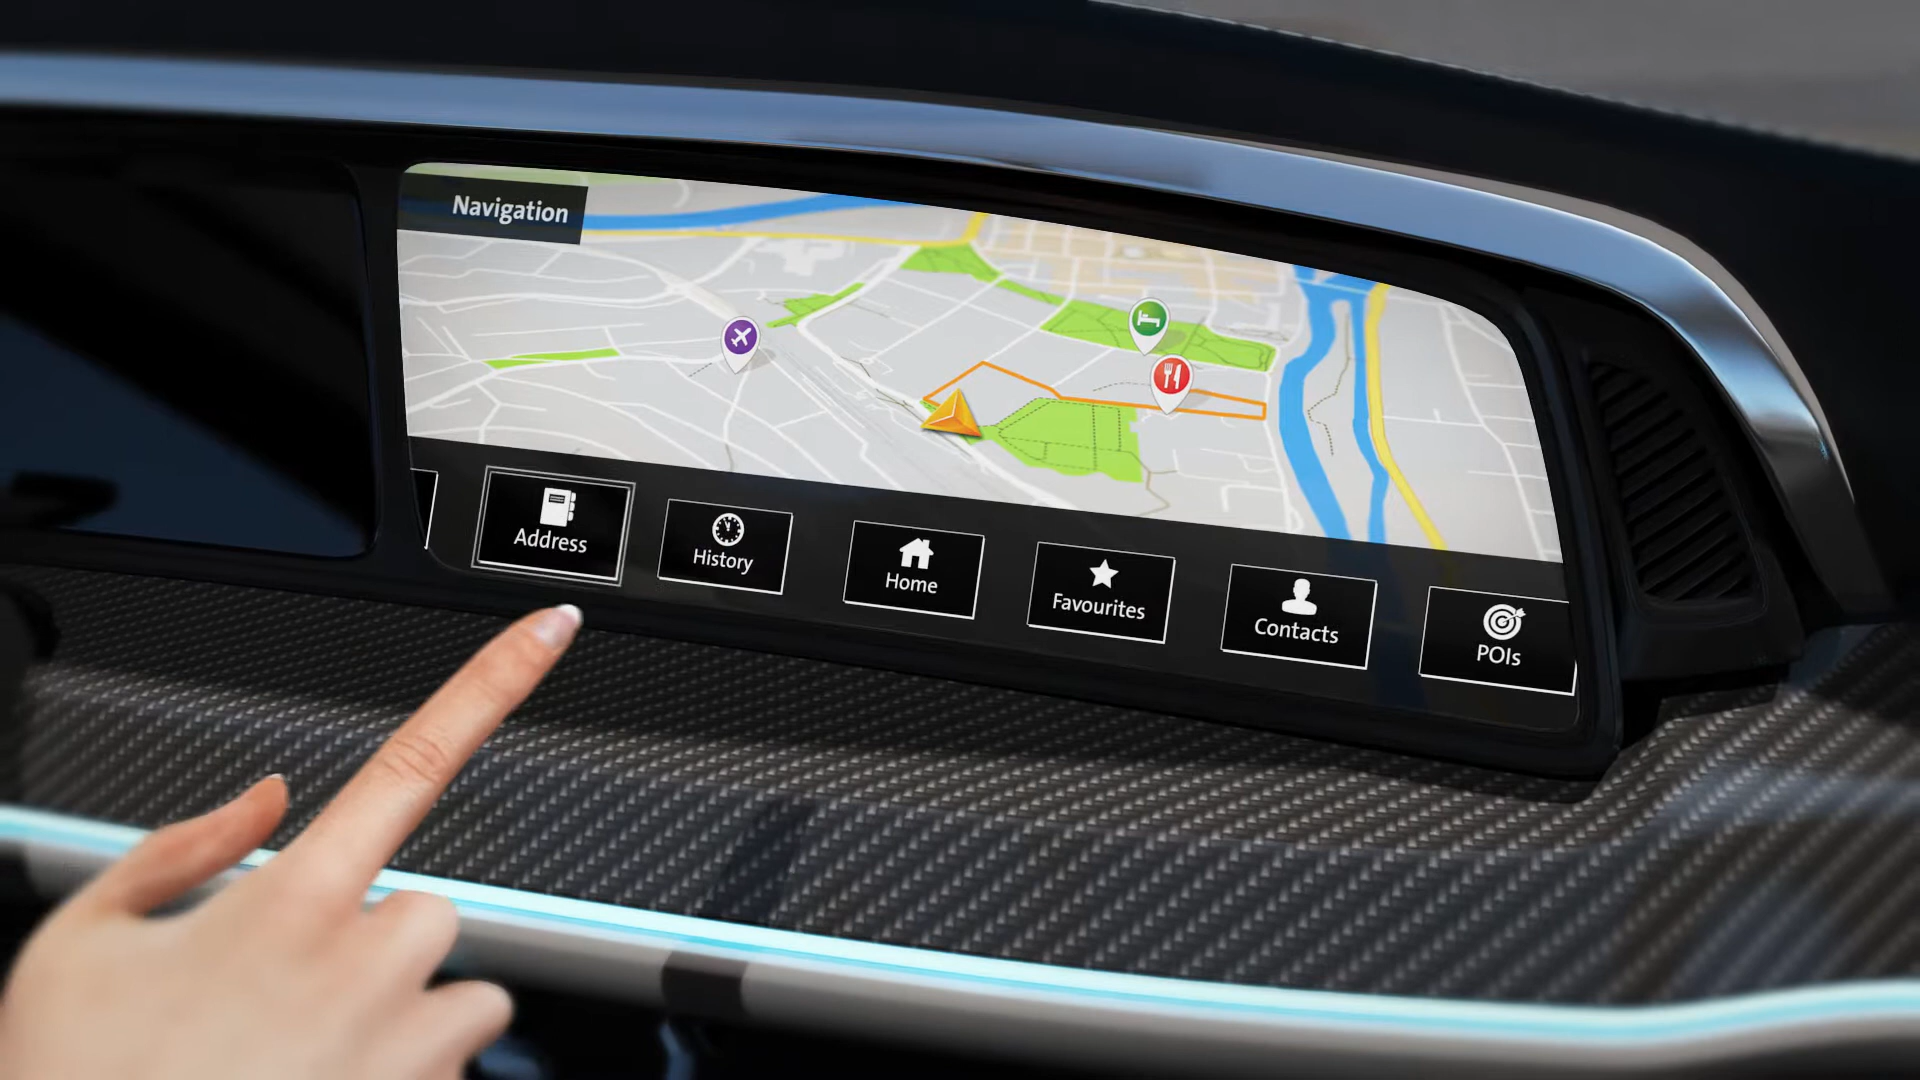 Navigation
Address
History
Home
Favourites
Contacts
POIs